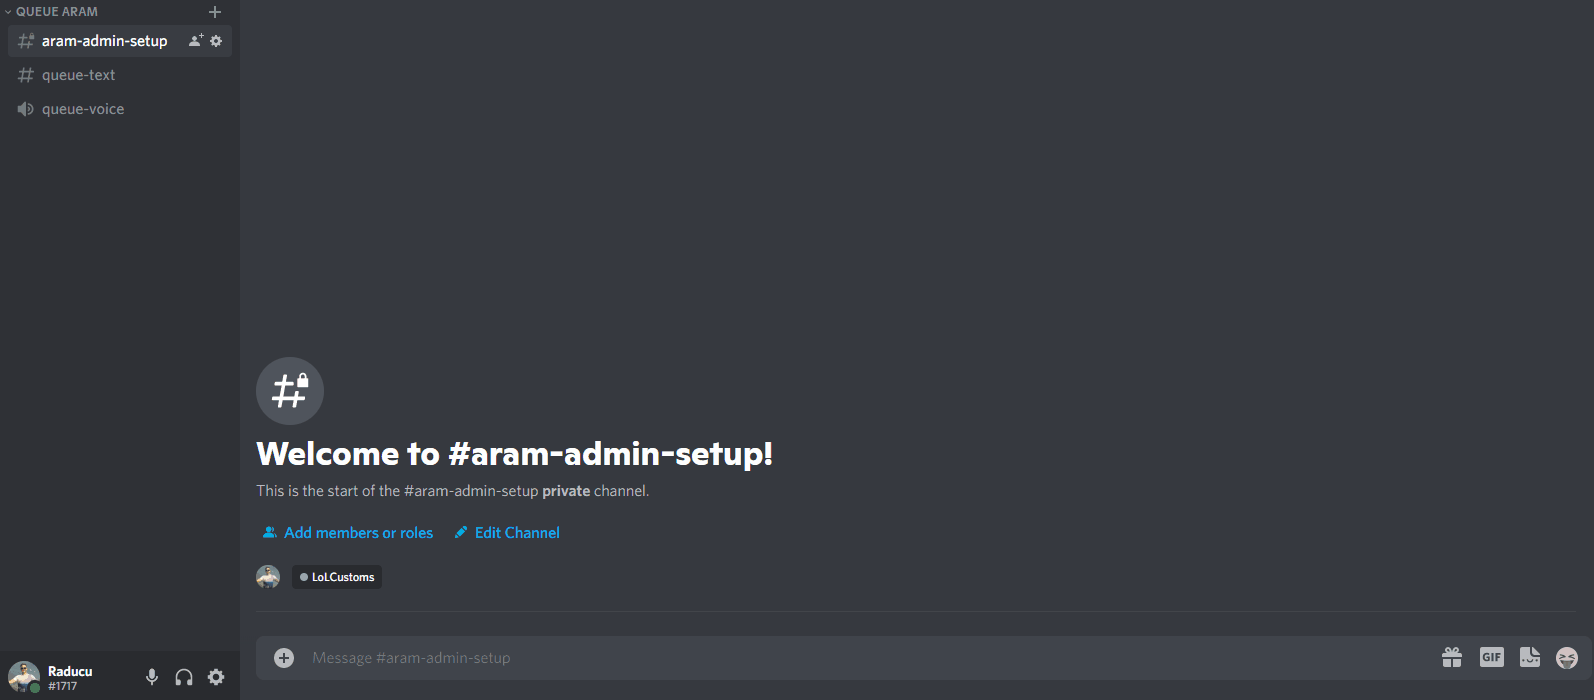 QUEUE ARAM
aram-admin-setup
queue-text
queue-voice
Welcome to #aram-admin-setup!
This is the start of the #aram-admin-setup private channel.
Add members or roles Edit Channel
LoLCustoms
Message #aram-admin-setup
GIF
Raducu
#1717